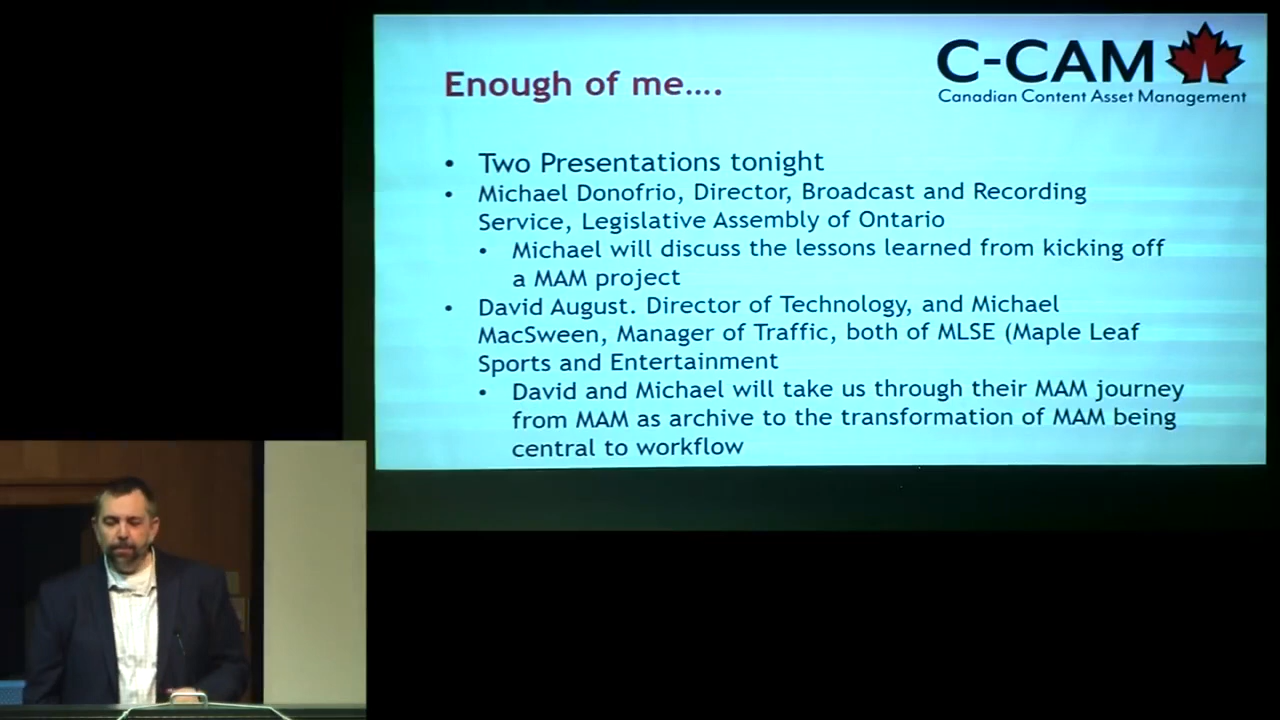 C-CAM
Canadian Content Asset Management
Enough of me....
• Two Presentations tonight
• Michael Donofrio, Director, Broadcast and Recording
Service, Legislative Assembly of Ontario
• Michael will discuss the lessons learned from kicking off
a MAM project
• David August. Director of Technology, and Michael
MacSween, Manager of Traffic, both of MLSE (Maple Leaf
Sports and Entertainment
• David and Michael will take us through their MAM journey
from MAM as archive to the transformation of MAM being
central to workflow